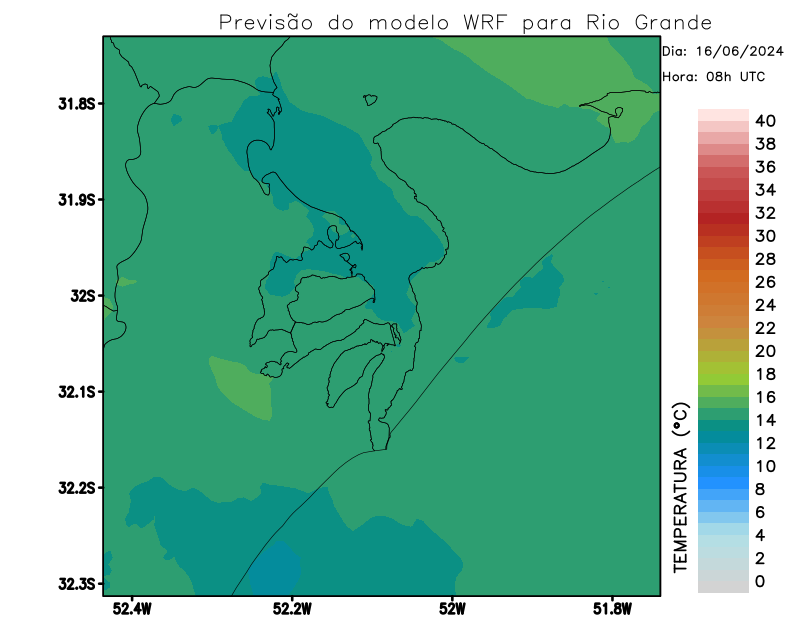 Previsão do modelo WRF para Rio Grande
Dia: 16/06/2024
Hora: 08h UTC
31.8S
31.9S
32S
32.1S
32.2S
32.3S
52.4W
52.2W
52W
51.8W
TEMPERATURA (°C)
40
38
36
34
32
30
28
26
24
22
20
18
16
14
12
10
8
6
4
2
0